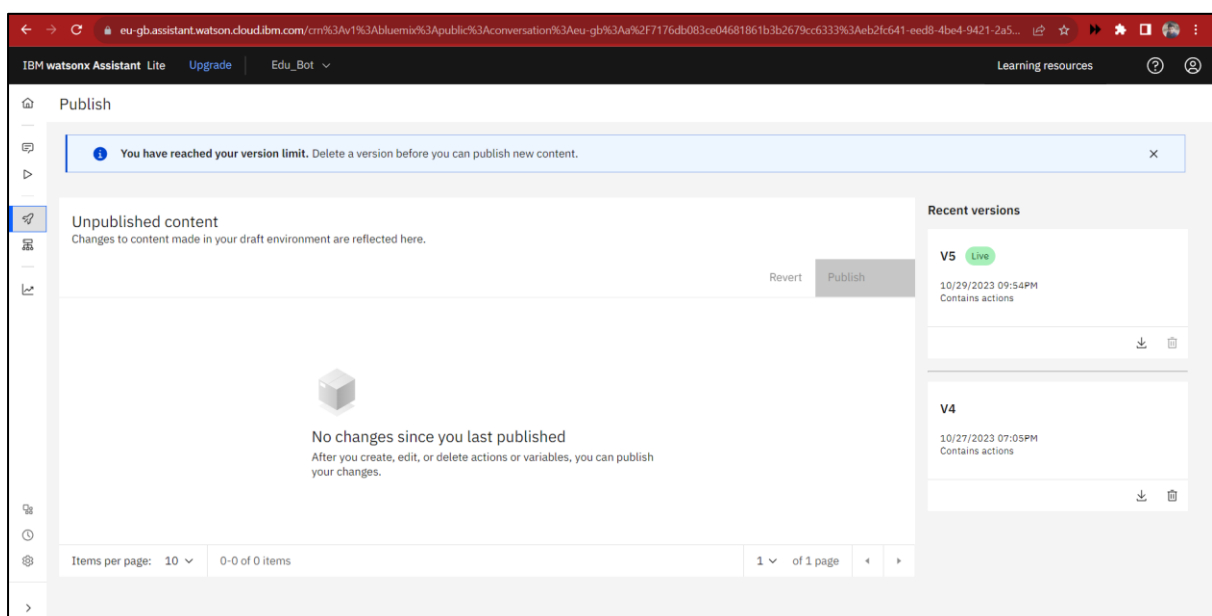 eu-gb.assistant.watson.cloud.ibm.com/crn%3Av1%3Abluemix%3Apublic%3Aconversation%3Aeu-gb%3Aa%2F7176db083ce04681861b3b2679cc6333%3Aeb2fc641-eed8-4be4-9421-2a5...
IBM watsonx Assistant Lite Upgrade Edu_Bot Learning resources
Publish
You have reached your version limit. Delete a version before you can publish new content.
Unpublished content
Changes to content made in your draft environment are reflected here.
Revert Publish
No changes since you last published
After you create, edit, or delete actions or variables, you can publish
your changes.
Items per page: 10 0-0 of 0 items 1 of 1 page
Recent versions
V5 Live
10/29/2023 09:54PM
Contains actions
V4
10/27/2023 07:05PM
Contains actions